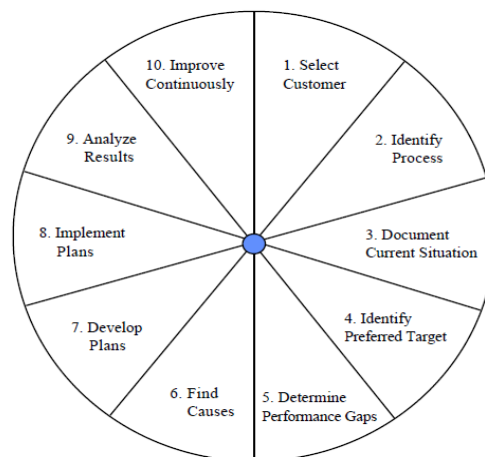 1. Select
Customer
2. Identify
Process
3. Document
Current Situation
4. Identify
Preferred Target
5. Determine
Performance Gaps
6. Find
Causes
7. Develop
Plans
8. Implement
Plans
9. Analyze
Results
10. Improve
Continuously